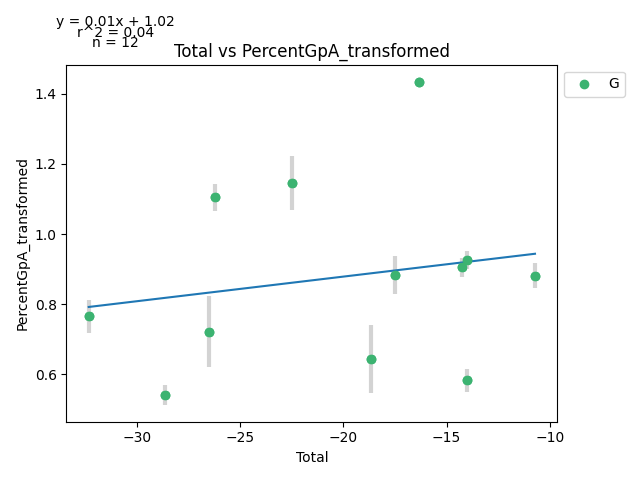 y = 0.01x + 1.02
r^2 = 0.04
n = 12
Total vs PercentGpA_transformed
G
1.4
1.2
1.0
0.8
0.6
PercentGpA_transformed
−30
−25
−20
−15
−10
Total